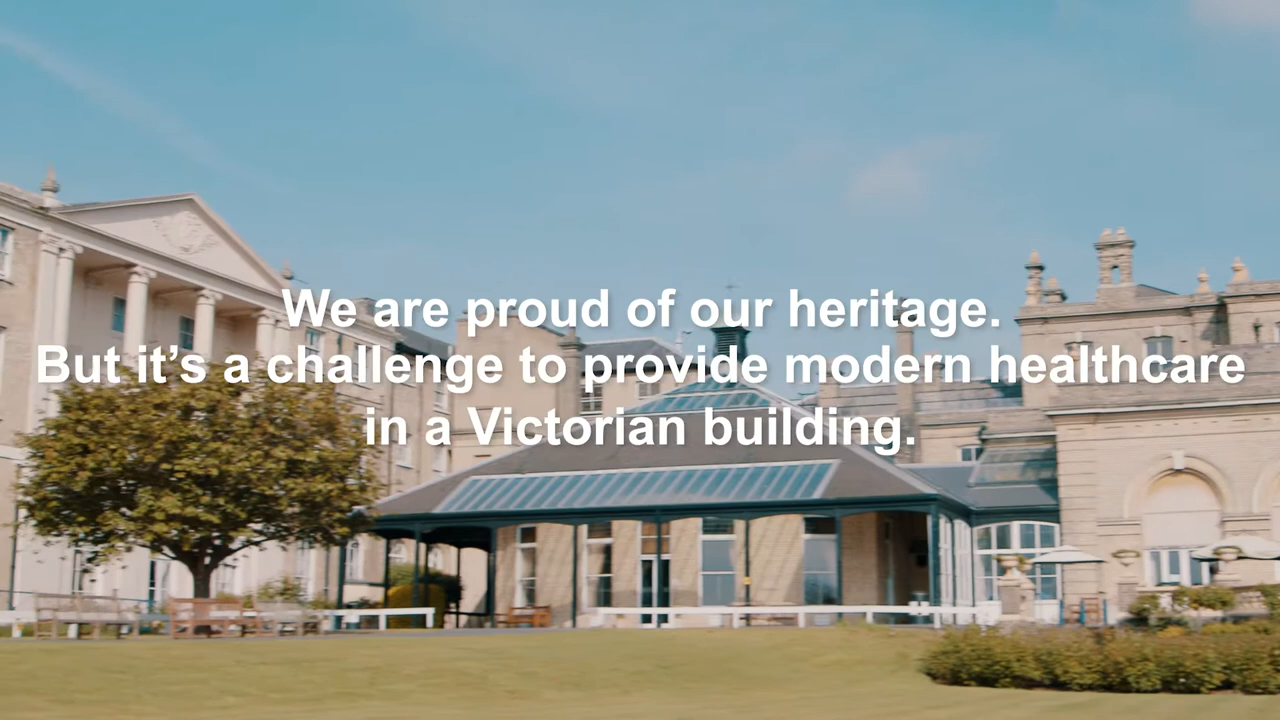 We are proud of our heritage.
But it’s a challenge to provide modern healthcare
in a Victorian building.